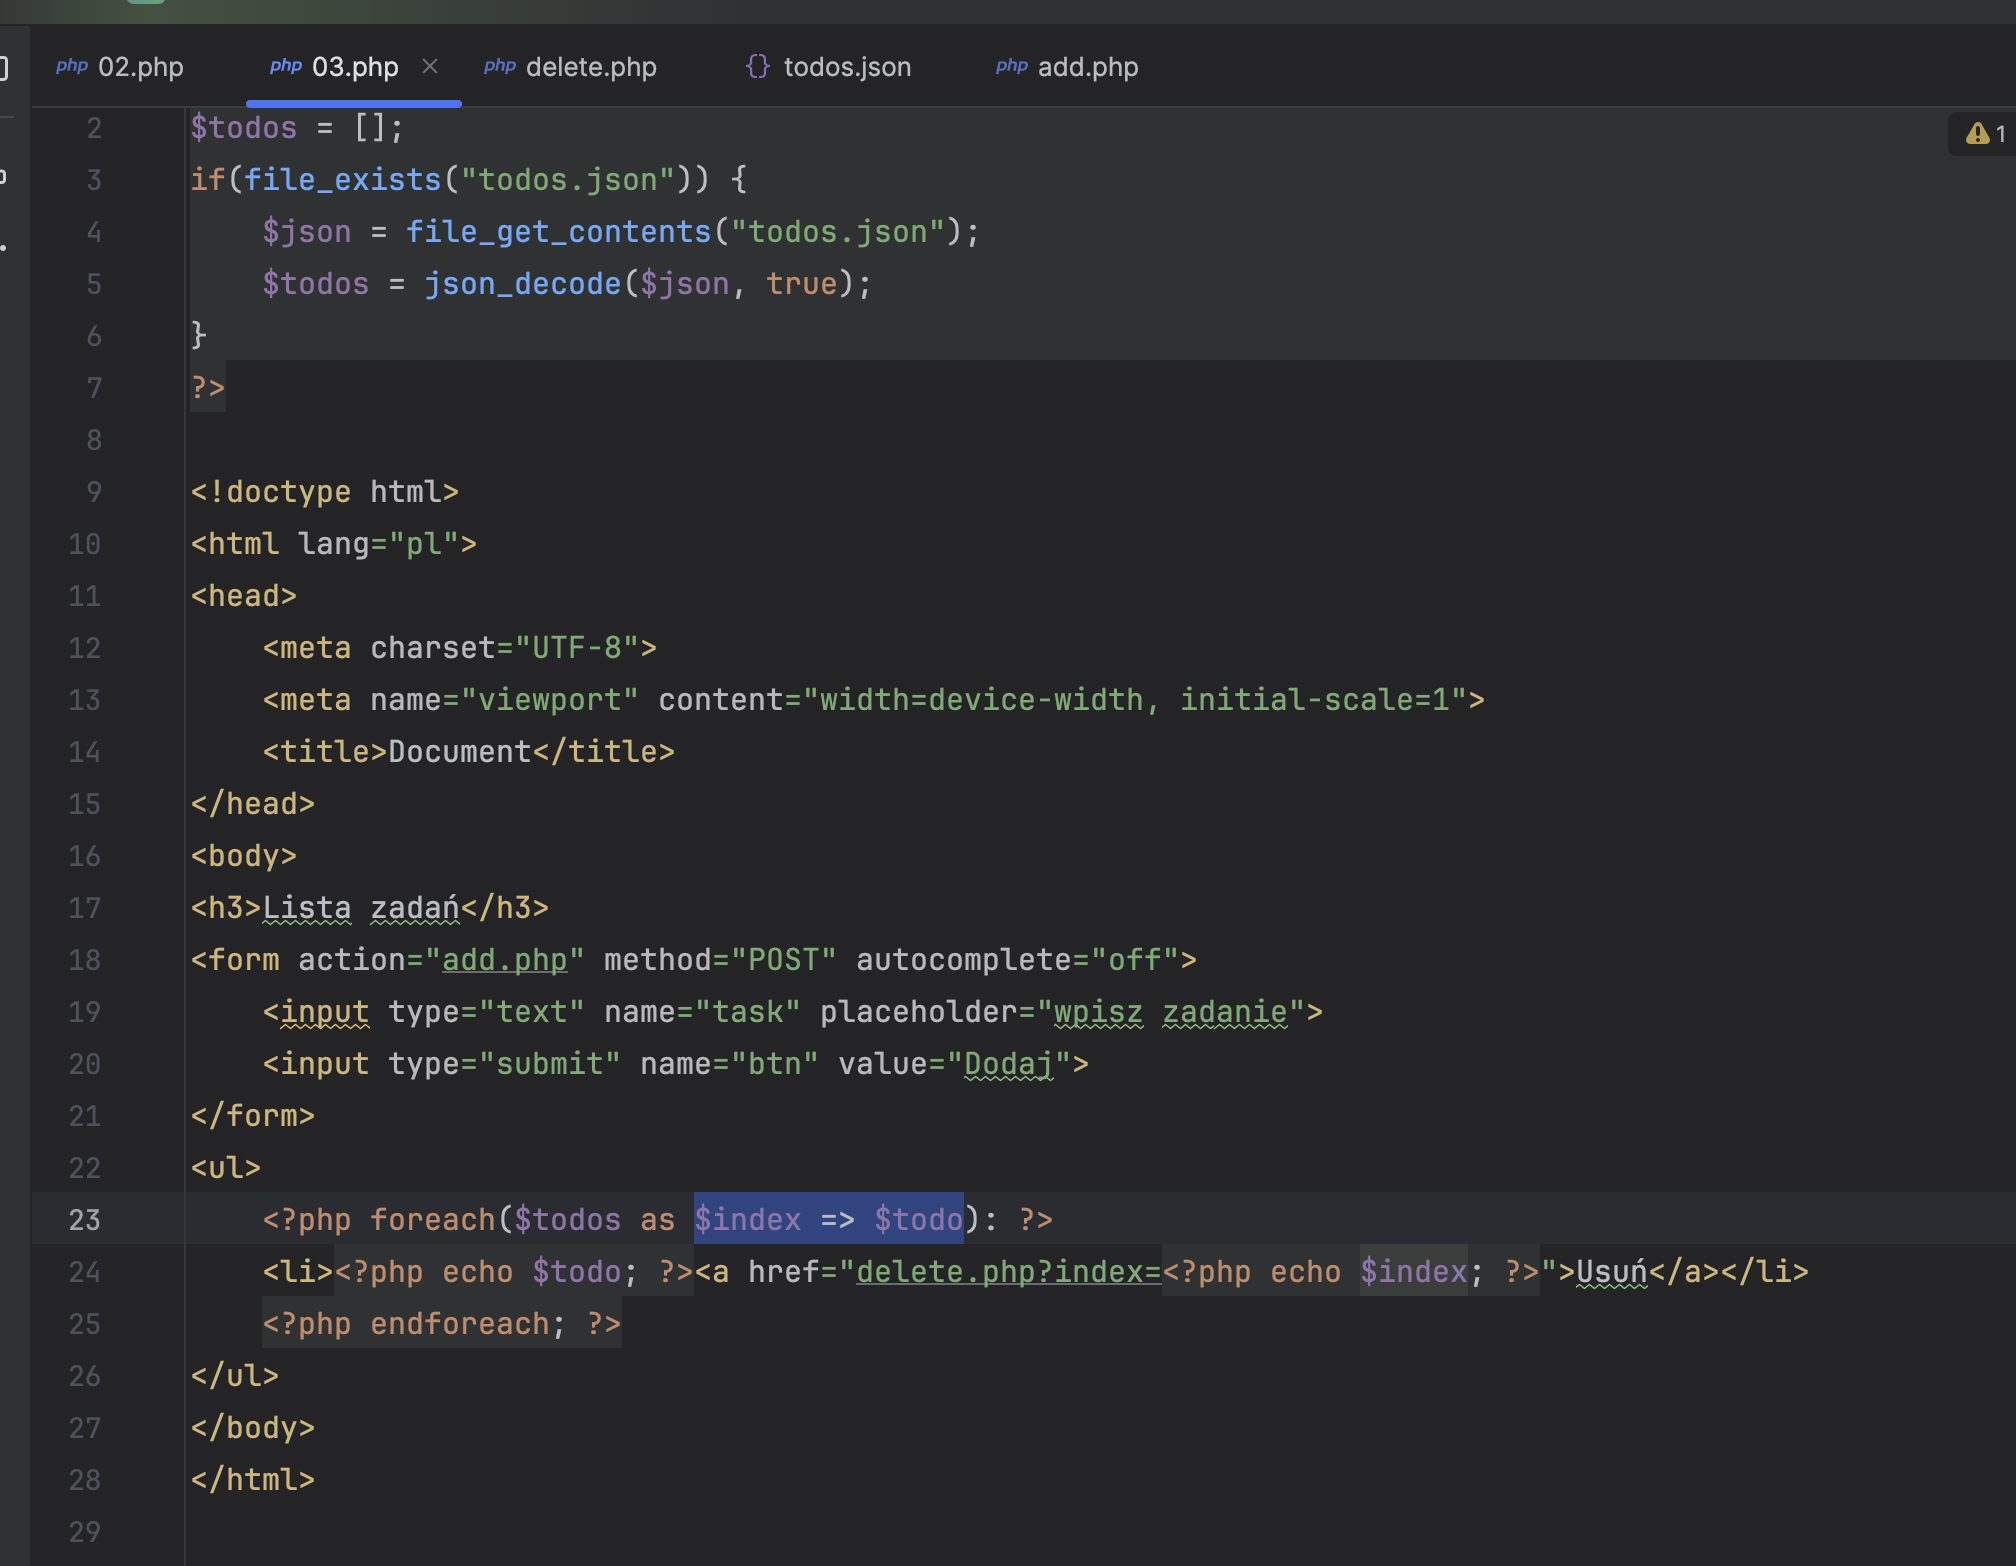 php 02.php php 03.php × php delete.php {} todos.json php add.php
2 $todos = [];
1
3 if(file_exists("todos.json")) {
4     $json = file_get_contents("todos.json");
5     $todos = json_decode($json, true);
6 }
7 ?>
8
9 <!doctype html>
10 <html lang="pl">
11 <head>
12     <meta charset="UTF-8">
13     <meta name="viewport" content="width=device-width, initial-scale=1">
14     <title>Document</title>
15 </head>
16 <body>
17 <h3>Lista zadań</h3>
18 <form action="add.php" method="POST" autocomplete="off">
19     <input type="text" name="task" placeholder="wpisz zadanie">
20     <input type="submit" name="btn" value="Dodaj">
21 </form>
22 <ul>
23     <?php foreach($todos as $index => $todo): ?>
24     <li><?php echo $todo; ?><a href="delete.php?index=<?php echo $index; ?>">Usuń</a></li>
25     <?php endforeach; ?>
26 </ul>
27 </body>
28 </html>
29